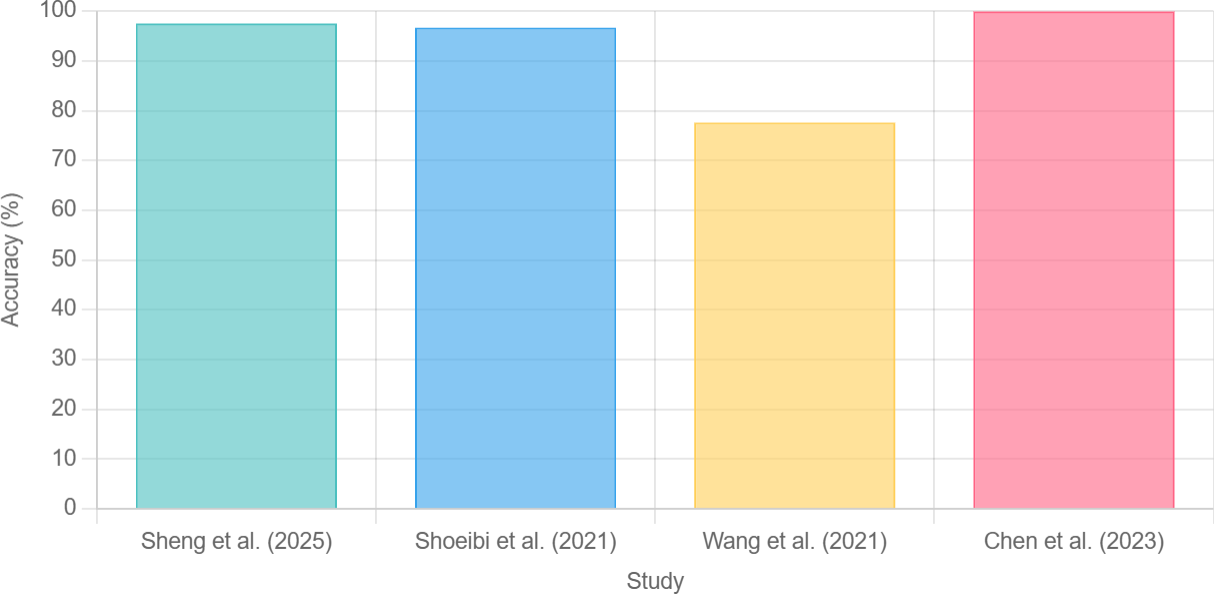 100
90
80
70
60
50
40
30
20
10
0
Accuracy (%)
Sheng et al. (2025)
Shoeibi et al. (2021)
Wang et al. (2021)
Chen et al. (2023)
Study